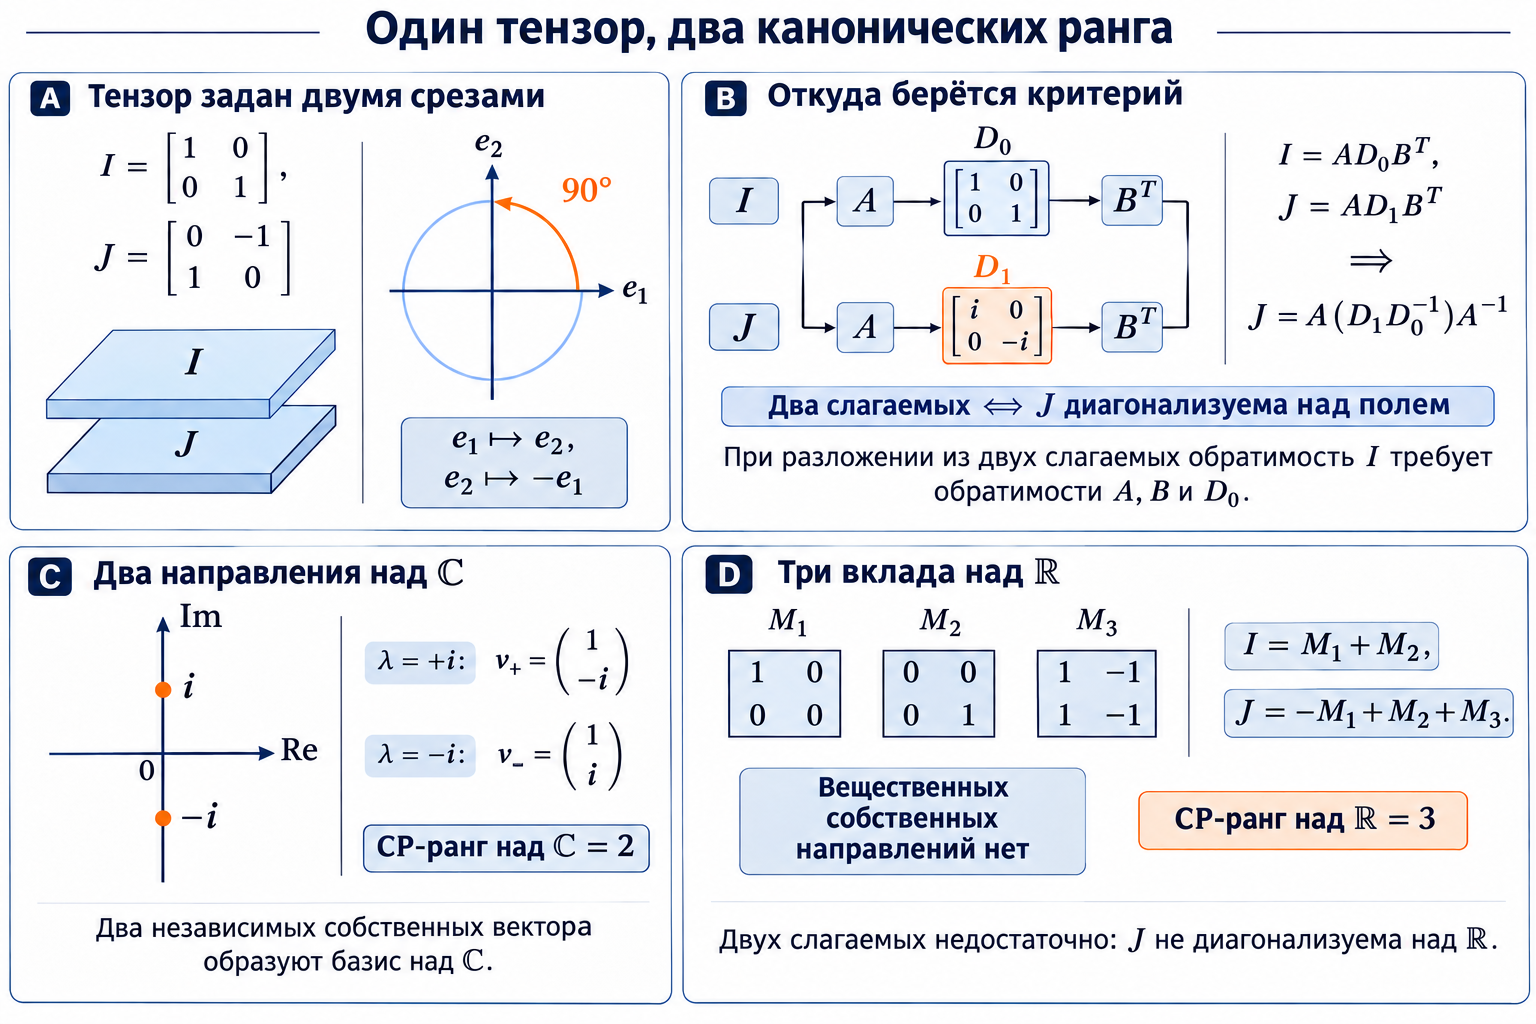 Один тензор, два канонических ранга
A Тензор задан двумя срезами
I = [1 0
0 1],
J = [0 −1
1 0]
I
J
e₂
90°
e₁
e₁ ↦ e₂,
e₂ ↦ −e₁
B Откуда берётся критерий
D₀
I A [1 0
0 1] Bᵀ
D₁
J A [i 0
0 −i] Bᵀ
I = AD₀Bᵀ,
J = AD₁Bᵀ
⟹
J = A(D₁D₀⁻¹)A⁻¹
Два слагаемых ⟺ J диагонализуема над полем
При разложении из двух слагаемых обратимость I требует
обратимости A, B и D₀.
C Два направления над ℂ
Im
i
0
Re
−i
λ = +i: v₊ = (1
−i)
λ = −i: v₋ = (1
i)
CP-ранг над ℂ = 2
Два независимых собственных вектора
образуют базис над ℂ.
D Три вклада над ℝ
M₁ M₂ M₃
1 0 0 0 1 −1
0 0 0 1 1 −1
I = M₁ + M₂,
J = −M₁ + M₂ + M₃.
Вещественных
собственных
направлений нет
CP-ранг над ℝ = 3
Двух слагаемых недостаточно: J не диагонализуема над ℝ.